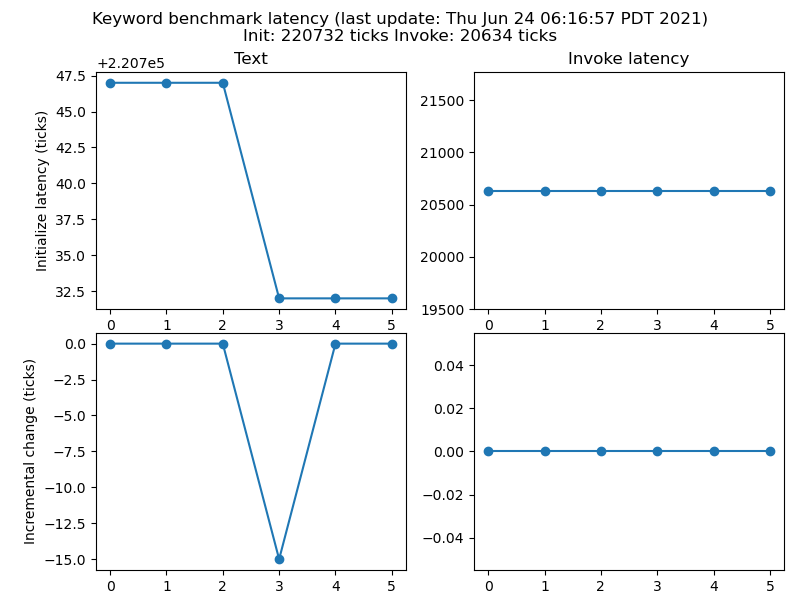 Keyword benchmark latency (last update: Thu Jun 24 06:16:57 PDT 2021)
Init: 220732 ticks Invoke: 20634 ticks
Text
+2.207e5
Initialize latency (ticks)
47.5
45.0
42.5
40.0
37.5
35.0
32.5
0 1 2 3 4 5
Invoke latency
21500
21000
20500
20000
19500
0 1 2 3 4 5
Incremental change (ticks)
0.0
−2.5
−5.0
−7.5
−10.0
−12.5
−15.0
0 1 2 3 4 5
0.04
0.02
0.00
−0.02
−0.04
0 1 2 3 4 5